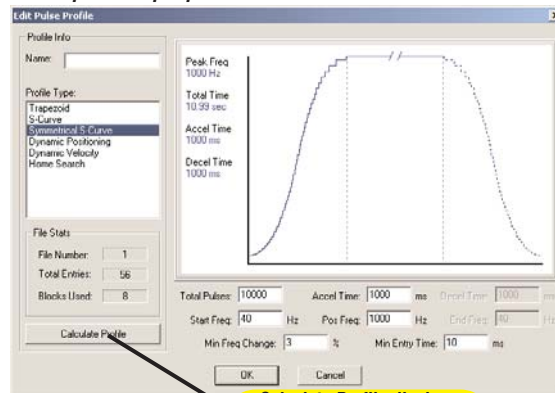 Edit Pulse Profile
Profile Info
Name:
Profile Type:
Trapezoid
S-Curve
Symmetrical S-Curve
Dynamic Positioning
Dynamic Velocity
Home Search
File Stats
File Number: 1
Total Entries: 56
Blocks Used: 8
Calculate Profile
Peak Freq
1000 Hz
Total Time
10.99 sec
Accel Time
1000 ms
Decel Time
1000 ms
Total Pulses: 10000 Accel Time: 1000 ms Decel Time: 1000 ms
Start Freq: 40 Hz Pos Freq: 1000 Hz End Freq: 40 Hz
Min Freq Change: 3 % Min Entry Time: 10 ms
OK Cancel